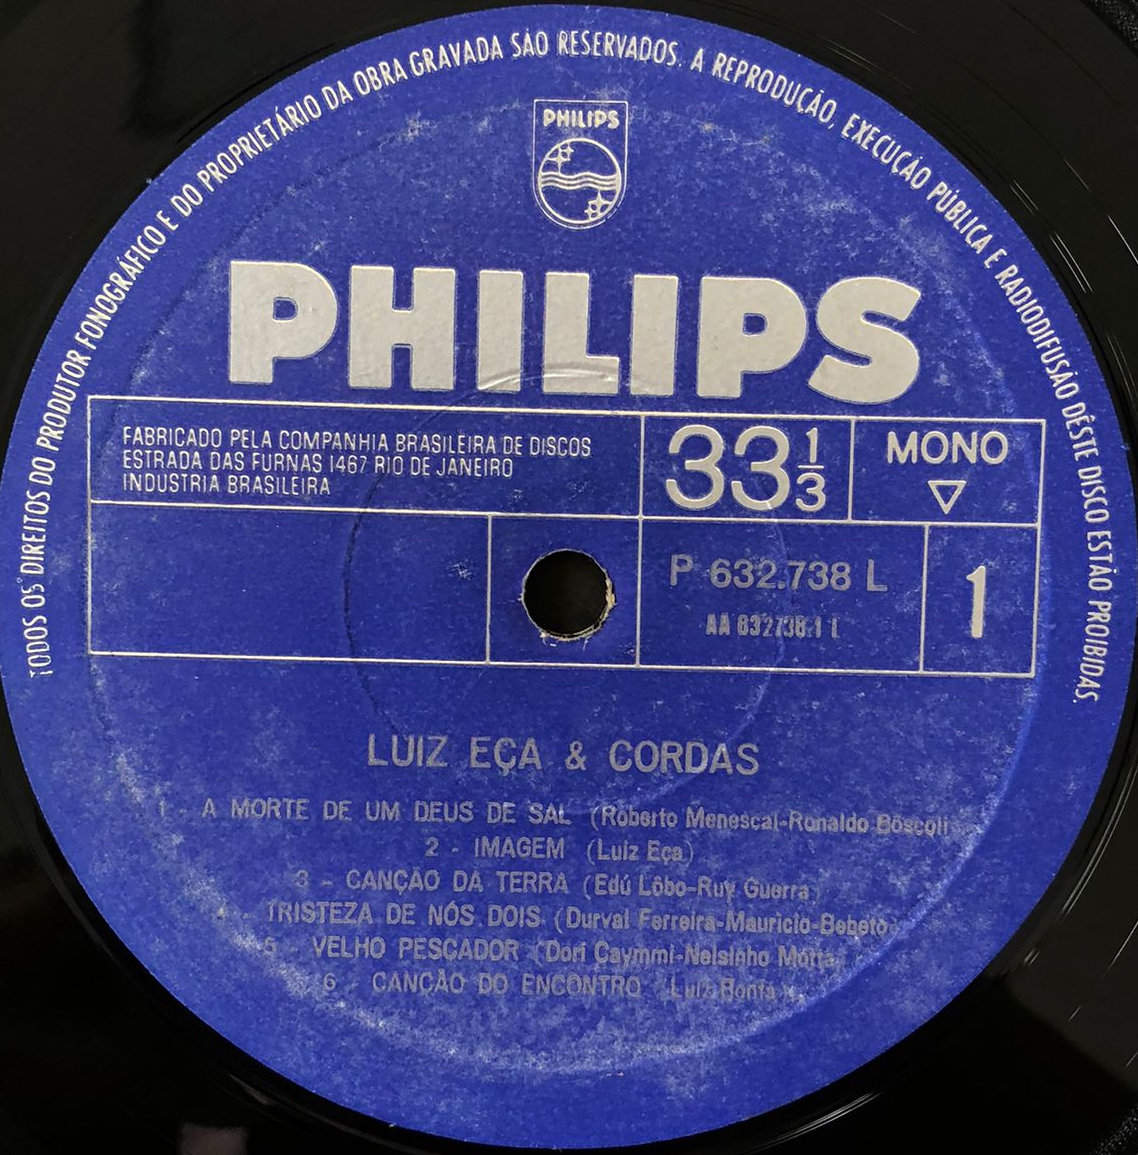 TODOS OS DIREITOS DO PRODUTOR FONOGRÁFICO E DO PROPRIETÁRIO DA OBRA GRAVADA SÃO RESERVADOS. A REPRODUÇÃO, EXECUÇÃO PÚBLICA E RADIODIFUSÃO DÊSTE DISCO ESTÃO PROIBIDAS.
PHILIPS
PHILIPS
FABRICADO PELA COMPANHIA BRASILEIRA DE DISCOS
ESTRADA DAS FURNAS 1467 RIO DE JANEIRO
INDUSTRIA BRASILEIRA
33 1/3
MONO
P 632.738 L
AA 632738.1 L
1
LUIZ EÇA & CORDAS
1 - A MORTE DE UM DEUS DE SAL (Roberto Menescal-Ronaldo Bôscoli
2 - IMAGEM (Luiz Eça)
3 - CANÇÃO DA TERRA (Edú Lôbo-Ruy Guerra)
TRISTEZA DE NÓS DOIS (Durval Ferreira-Mauricio-Bebeto)
5 - VELHO PESCADOR (Dori Caymmi-Nelsinho Motta)
6 - CANÇÃO DO ENCONTRO Luiz Bonfá